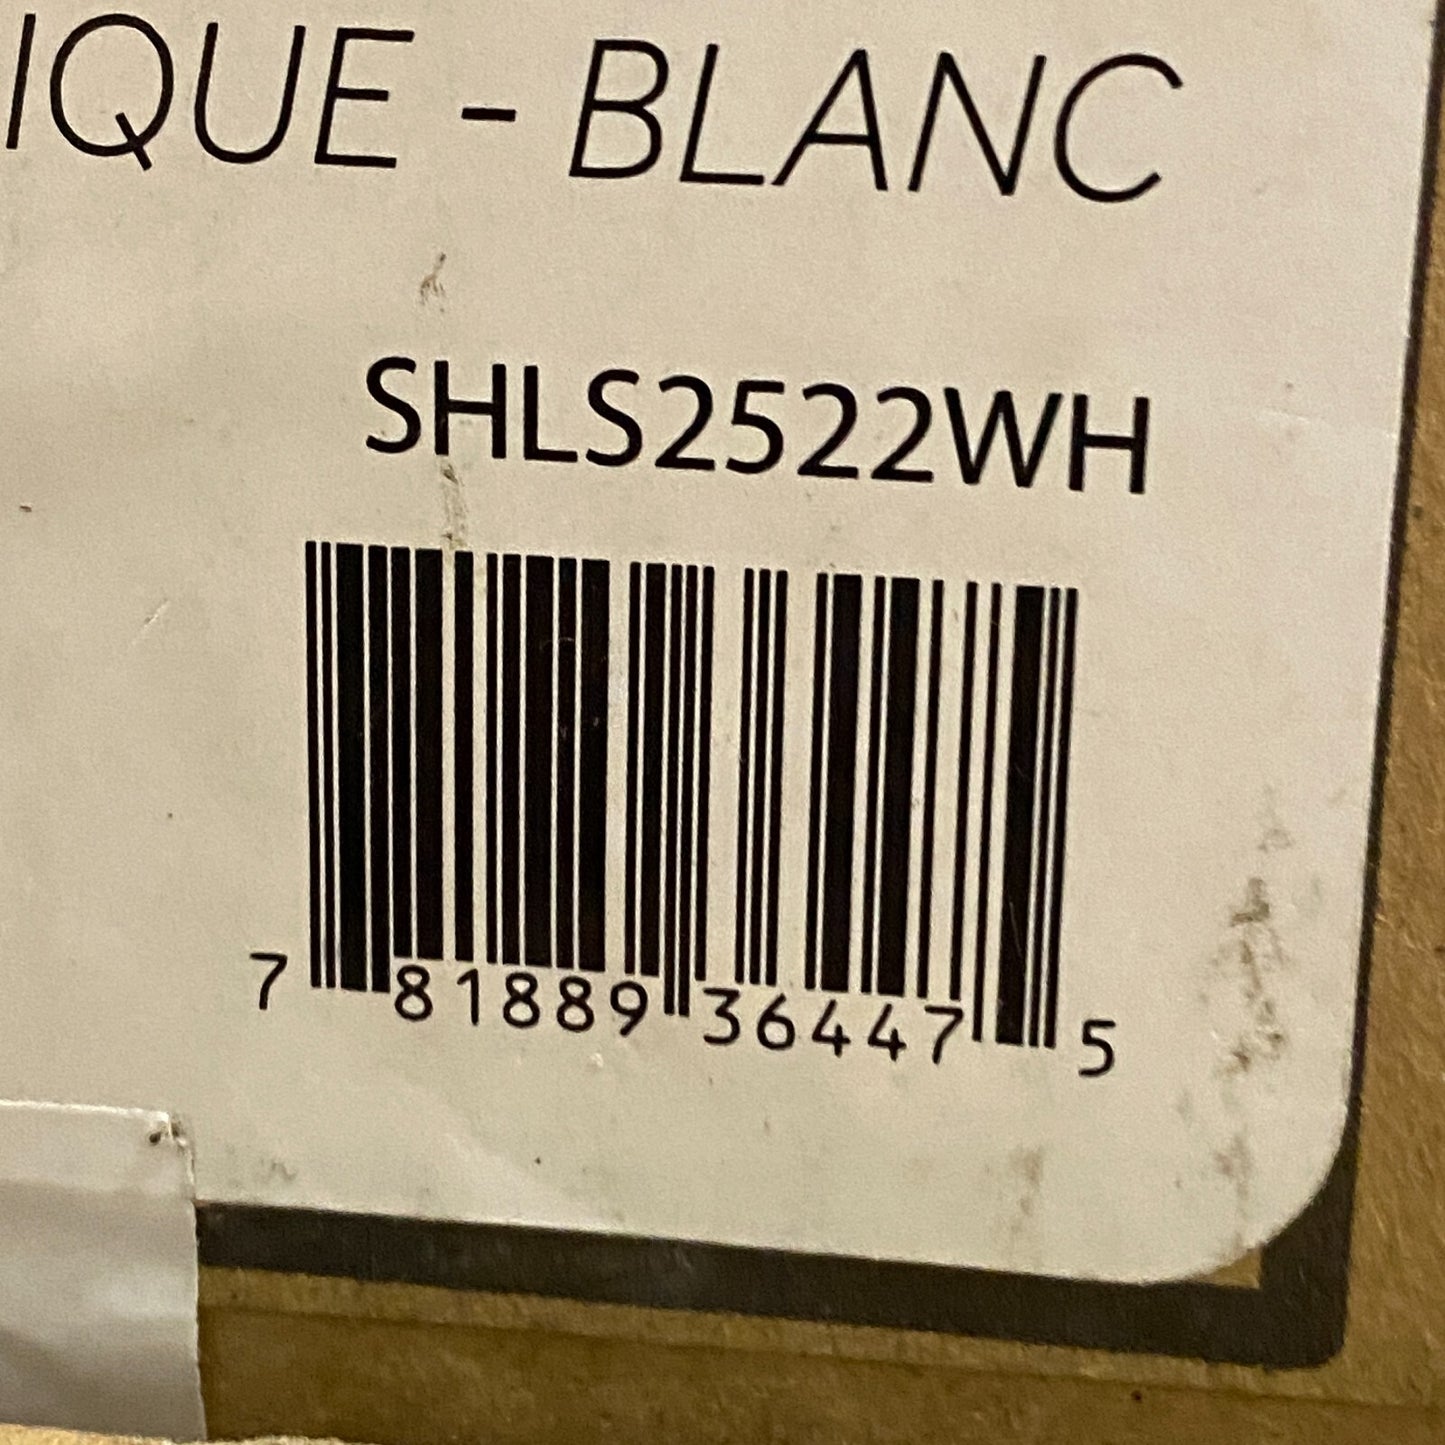 IQUE - BLANC
SHLS2522WH
7 81889 36447 5